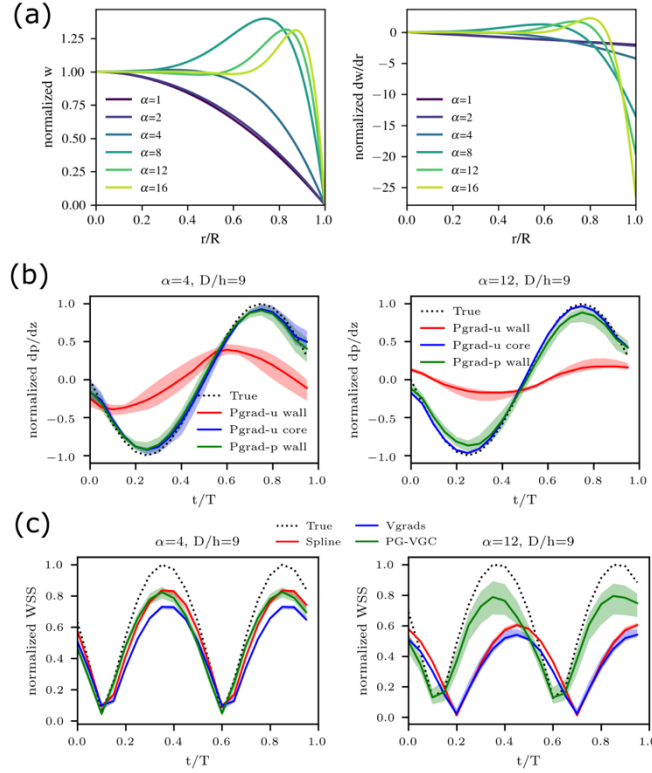 (a)
normalized w
1.25
1.00
0.75
0.50
0.25
0.00
α=1
α=2
α=4
α=8
α=12
α=16
0.0 0.2 0.4 0.6 0.8 1.0
r/R
normalized dw/dr
0
−5
−10
−15
−20
−25
α=1
α=2
α=4
α=8
α=12
α=16
0.0 0.2 0.4 0.6 0.8 1.0
r/R
(b)
α=4, D/h=9
normalized dp/dz
1.0
0.5
0.0
−0.5
−1.0
True
Pgrad-u wall
Pgrad-u core
Pgrad-p wall
0.0 0.2 0.4 0.6 0.8 1.0
t/T
α=12, D/h=9
normalized dp/dz
1.0
0.5
0.0
−0.5
−1.0
True
Pgrad-u wall
Pgrad-u core
Pgrad-p wall
0.0 0.2 0.4 0.6 0.8 1.0
t/T
(c)
True
Spline
Vgrads
PG-VGC
α=4, D/h=9
normalized WSS
1.0
0.8
0.6
0.4
0.2
0.0
0.0 0.2 0.4 0.6 0.8 1.0
t/T
α=12, D/h=9
normalized WSS
1.0
0.8
0.6
0.4
0.2
0.0
0.0 0.2 0.4 0.6 0.8 1.0
t/T